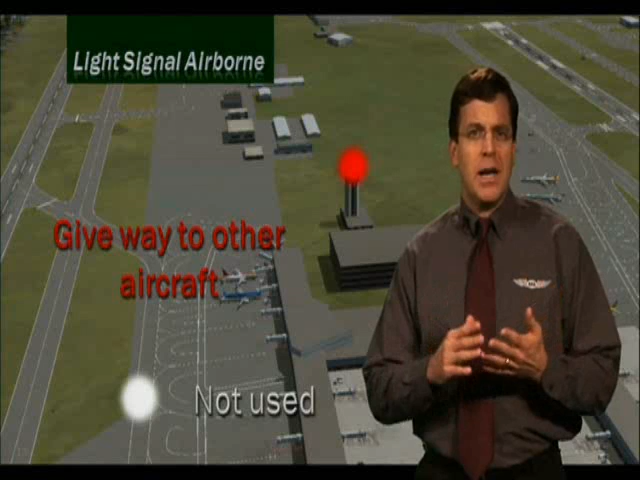 Light Signal Airborne
Give way to other
aircraft
Not used